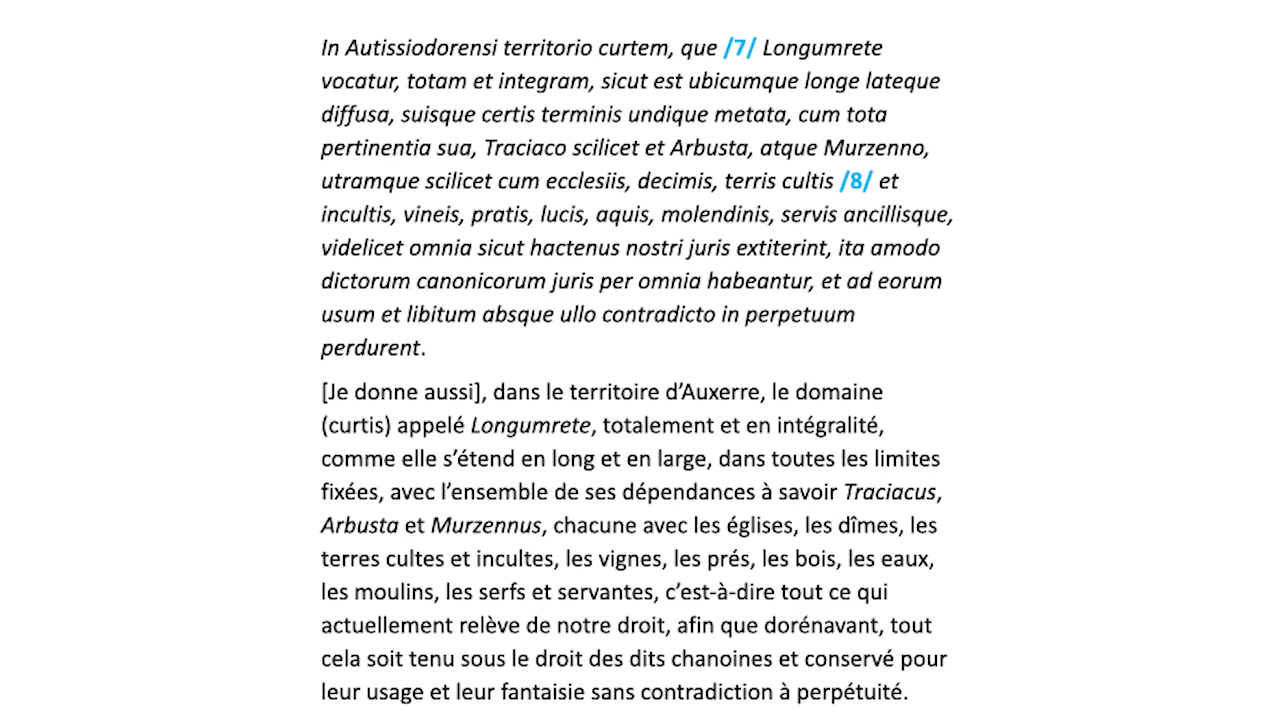 In Autissiodorensi territorio curtem, que /7/ Longumrete
vocatur, totam et integram, sicut est ubicumque longe lateque
diffusa, suisque certis terminis undique metata, cum tota
pertinentia sua, Traciaco scilicet et Arbusta, atque Murzenno,
utramque scilicet cum ecclesiis, decimis, terris cultis /8/ et
incultis, vineis, pratis, lucis, aquis, molendinis, servis ancillisque,
videlicet omnia sicut hactenus nostri juris extiterint, ita amodo
dictorum canonicorum juris per omnia habeantur, et ad eorum
usum et libitum absque ullo contradicto in perpetuum
perdurent.
[Je donne aussi], dans le territoire d’Auxerre, le domaine
(curtis) appelé Longumrete, totalement et en intégralité,
comme elle s’étend en long et en large, dans toutes les limites
fixées, avec l’ensemble de ses dépendances à savoir Traciacus,
Arbusta et Murzennus, chacune avec les églises, les dîmes, les
terres cultes et incultes, les vignes, les prés, les bois, les eaux,
les moulins, les serfs et servantes, c’est-à-dire tout ce qui
actuellement relève de notre droit, afin que dorénavant, tout
cela soit tenu sous le droit des dits chanoines et conservé pour
leur usage et leur fantaisie sans contradiction à perpétuité.